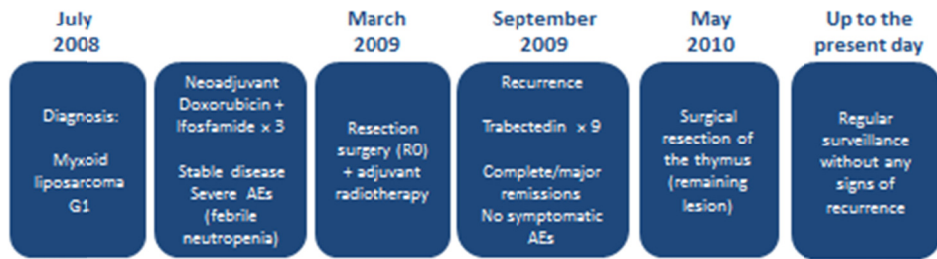 July
2008
Diagnosis:
Myxoid
liposarcoma
G1
Neoadjuvant
Doxorubicin +
Ifosfamide × 3
Stable disease
Severe AEs
(febrile
neutropenia)
March
2009
Resection
surgery (R0)
+ adjuvant
radiotherapy
September
2009
Recurrence
Trabectedin × 9
Complete/major
remissions
No symptomatic
AEs
May
2010
Surgical
resection of
the thymus
(remaining
lesion)
Up to the
present day
Regular
surveillance
without any
signs of
recurrence